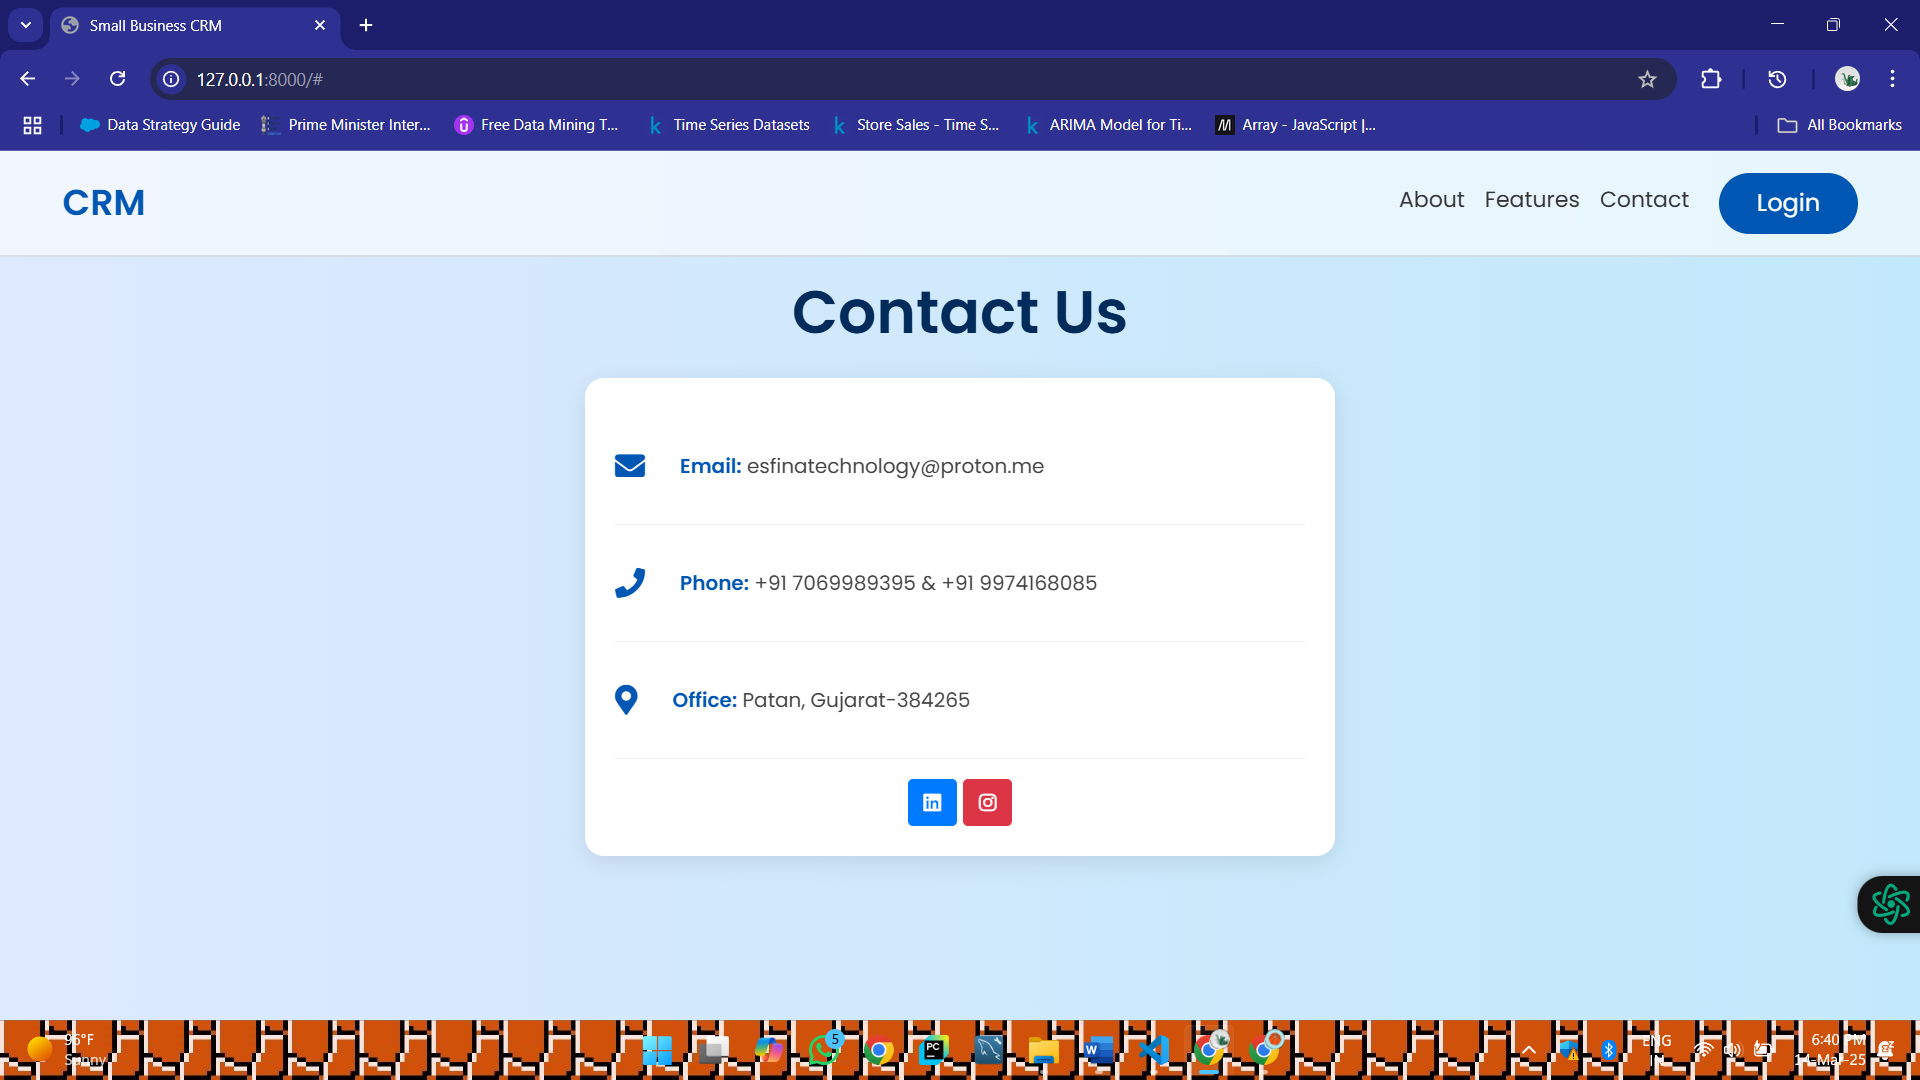 Small Business CRM
127.0.0.1:8000/#
Data Strategy Guide
Prime Minister Inter...
Free Data Mining T...
Time Series Datasets
Store Sales - Time S...
ARIMA Model for Ti...
Array - JavaScript |...
All Bookmarks
CRM
About
Features
Contact
Login
Contact Us
Email: esfinatechnology@proton.me
Phone: +91 7069989395 & +91 9974168085
Office: Patan, Gujarat-384265
96°F
Sunny
5
PC
W
ENG
IN
6:40 PM
14-Mar-25